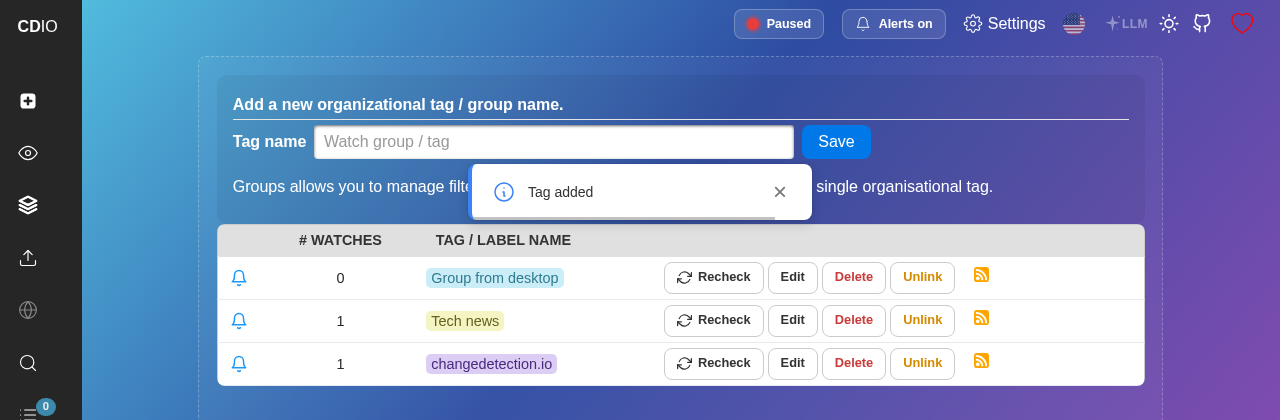 CDIO
Paused
Alerts on
Settings
LLM
Add a new organizational tag / group name.
Tag name
Watch group / tag
Save
Groups allows you to manage
single organisational tag.
Tag added
# WATCHES
TAG / LABEL NAME
0
Group from desktop
Recheck
Edit
Delete
Unlink
1
Tech news
Recheck
Edit
Delete
Unlink
1
changedetection.io
Recheck
Edit
Delete
Unlink
0